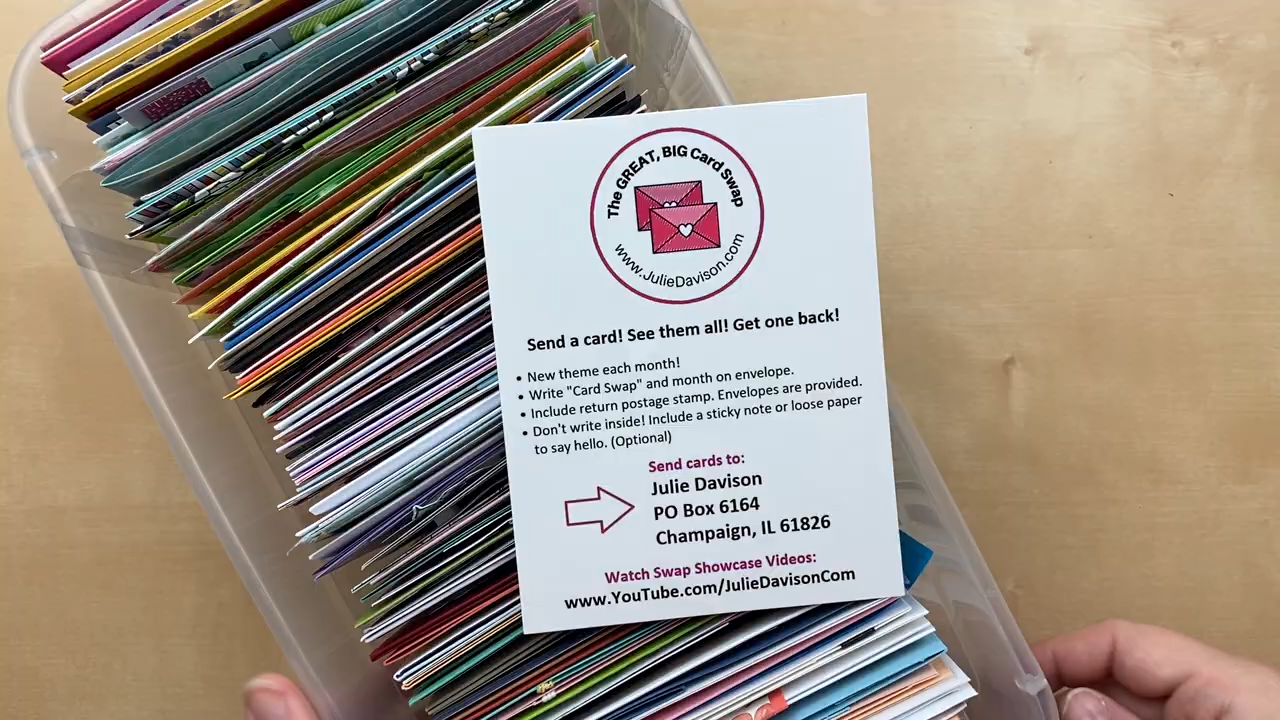 The GREAT, BIG Card Swap
www.JulieDavison.com
Send a card! See them all! Get one back!
• New theme each month!
• Write "Card Swap" and month on envelope.
• Include return postage stamp. Envelopes are provided.
• Don't write inside! Include a sticky note or loose paper
to say hello. (Optional)
Send cards to:
Julie Davison
PO Box 6164
Champaign, IL 61826
Watch Swap Showcase Videos:
www.YouTube.com/JulieDavisonCom